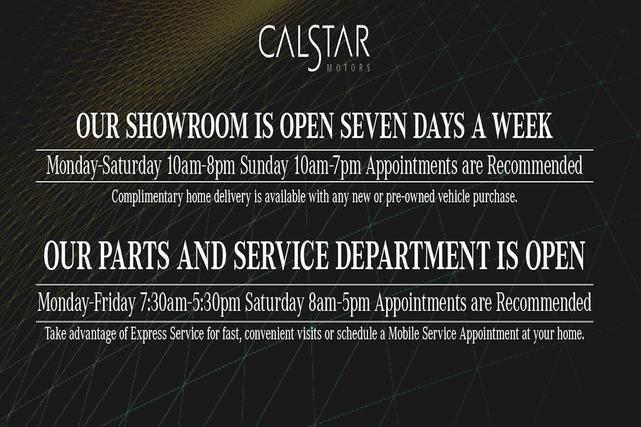 CALSTAR
MOTORS
OUR SHOWROOM IS OPEN SEVEN DAYS A WEEK
Monday-Saturday 10am-8pm Sunday 10am-7pm Appointments are Recommended
Complimentary home delivery is available with any new or pre-owned vehicle purchase.
OUR PARTS AND SERVICE DEPARTMENT IS OPEN
Monday-Friday 7:30am-5:30pm Saturday 8am-5pm Appointments are Recommended
Take advantage of Express Service for fast, convenient visits or schedule a Mobile Service Appointment at your home.